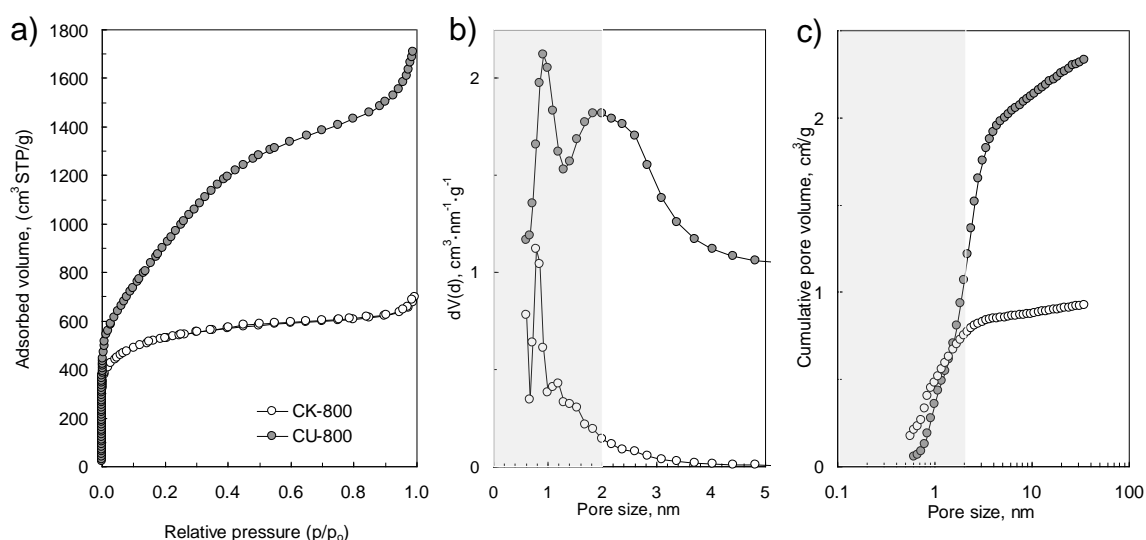 a)
Adsorbed volume, (cm³ STP/g)
1800
1600
1400
1200
1000
800
600
400
200
0
0.0 0.2 0.4 0.6 0.8 1.0
Relative pressure (p/p₀)
CK-800
CU-800
b)
dV(d), cm³·nm⁻¹·g⁻¹
2
1
0
0 1 2 3 4 5
Pore size, nm
c)
Cumulative pore volume, cm³/g
2
1
0
0.1 1 10 100
Pore size, nm